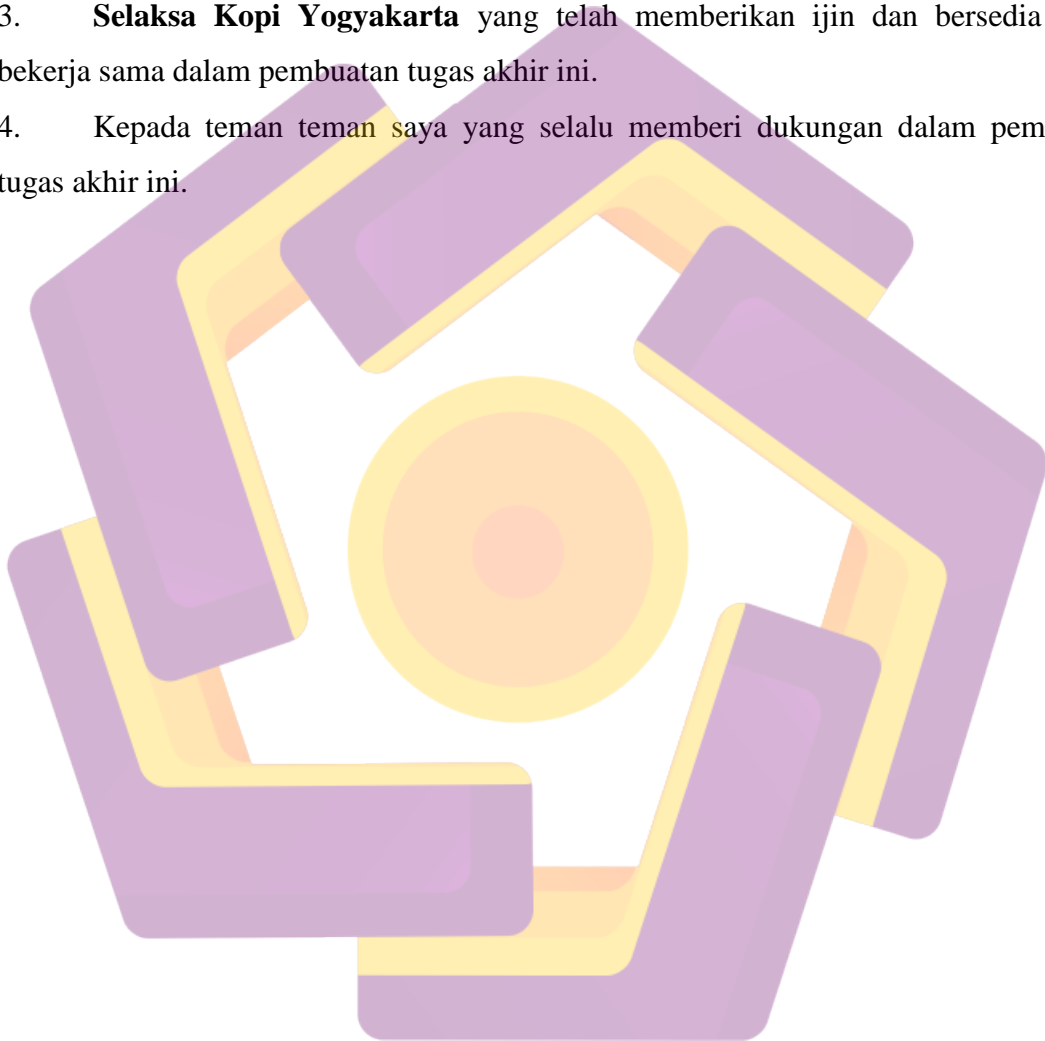 3. Selaksa Kopi Yogyakarta yang telah memberikan ijin dan bersedia
bekerja sama dalam pembuatan tugas akhir ini.
4. Kepada teman teman saya yang selalu memberi dukungan dalam pem
tugas akhir ini.